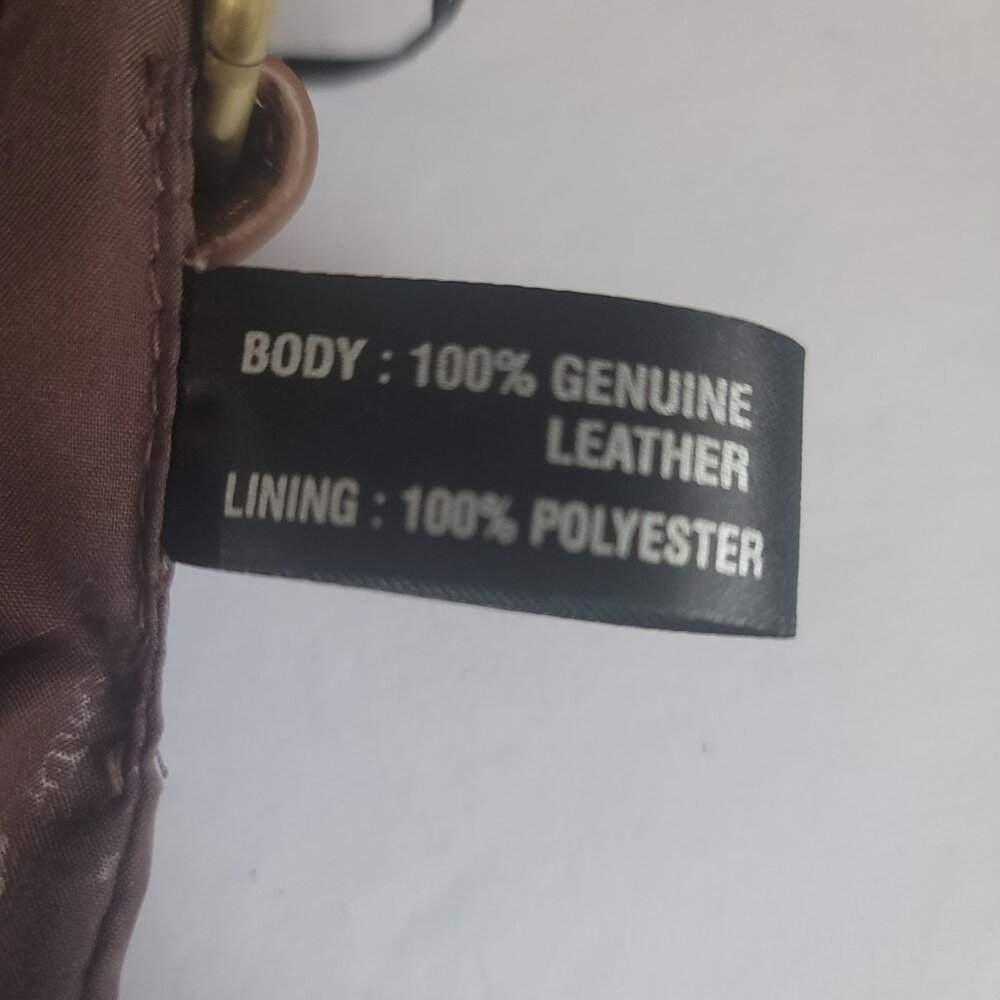 BODY : 100% GENUINE
LEATHER
LINING : 100% POLYESTER